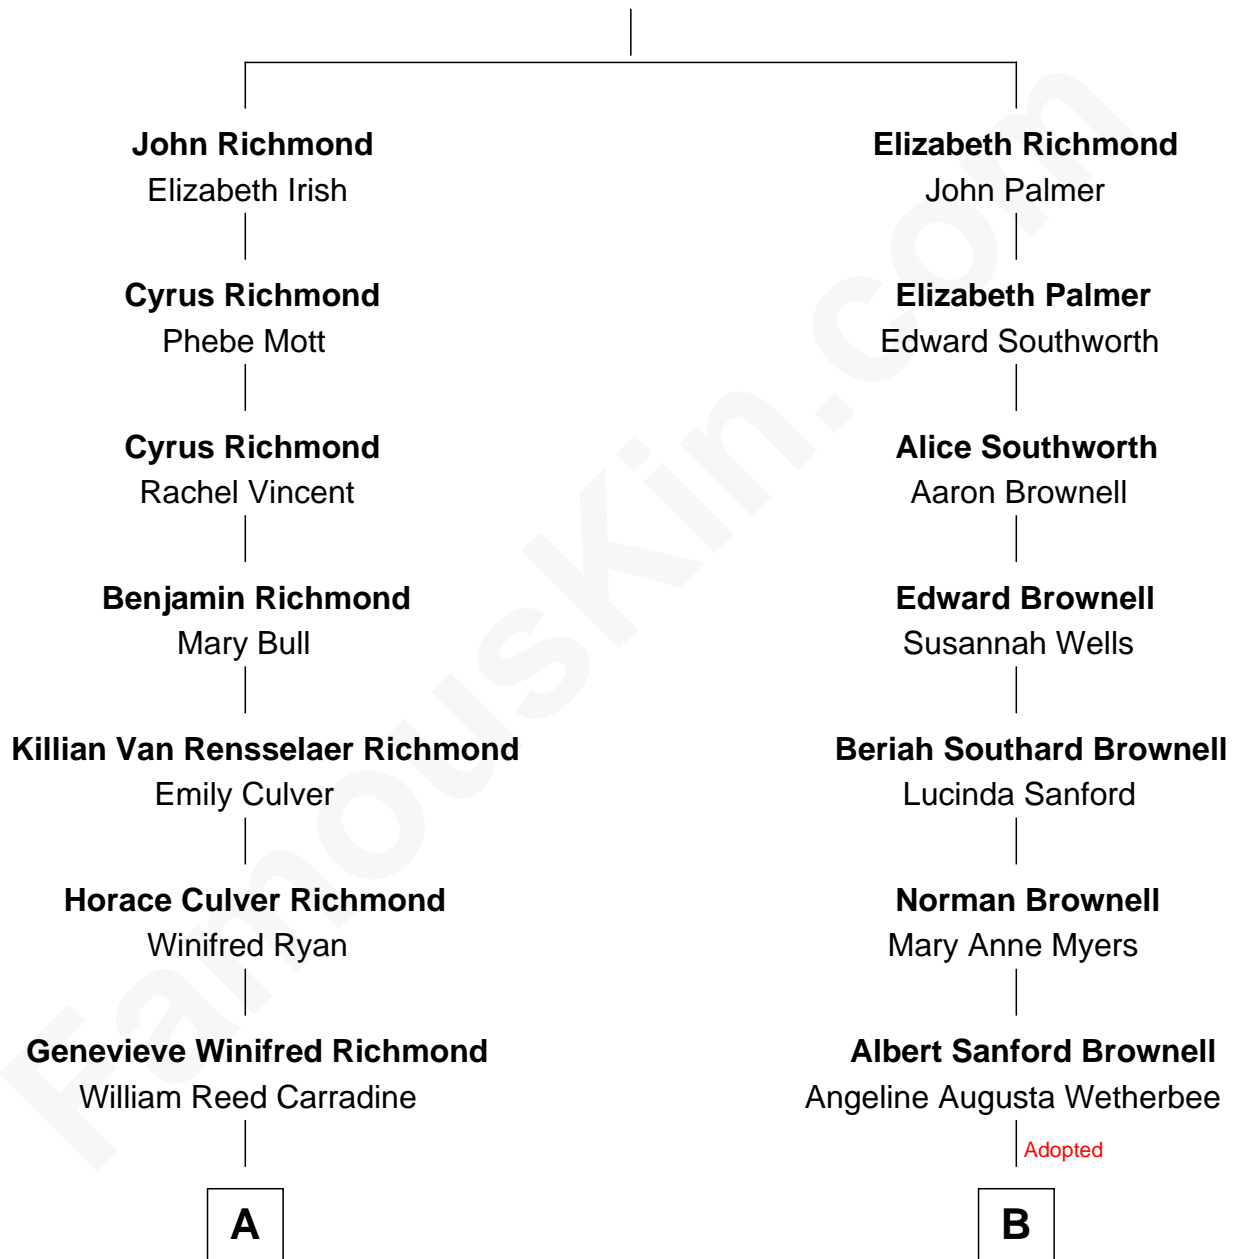 John Richmond
Elizabeth Irish
Cyrus Richmond
Phebe Mott
Cyrus Richmond
Rachel Vincent
Benjamin Richmond
Mary Bull
Killian Van Rensselaer Richmond
Emily Culver
Horace Culver Richmond
Winifred Ryan
Genevieve Winifred Richmond
William Reed Carradine
A
Elizabeth Richmond
John Palmer
Elizabeth Palmer
Edward Southworth
Alice Southworth
Aaron Brownell
Edward Brownell
Susannah Wells
Beriah Southard Brownell
Lucinda Sanford
Norman Brownell
Mary Anne Myers
Albert Sanford Brownell
Angeline Augusta Wetherbee
Adopted
B
FamousKin.com